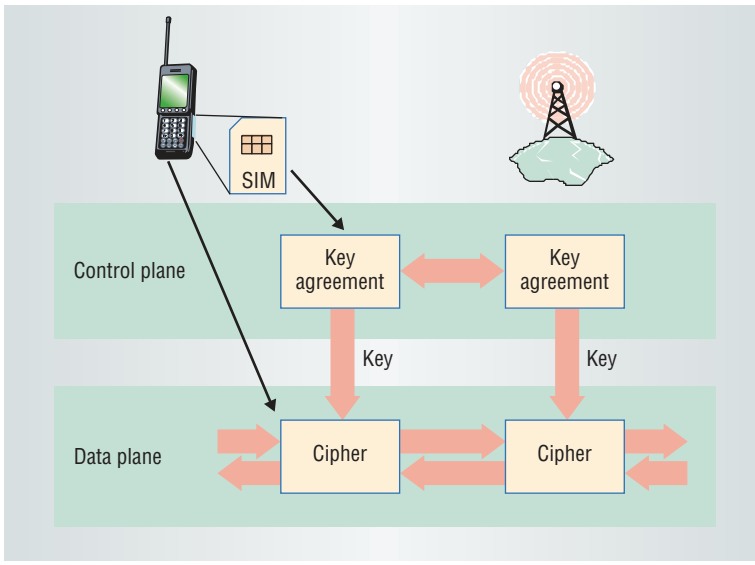 SIM
Control plane
Key
agreement
Key
agreement
Key
Key
Data plane
Cipher
Cipher